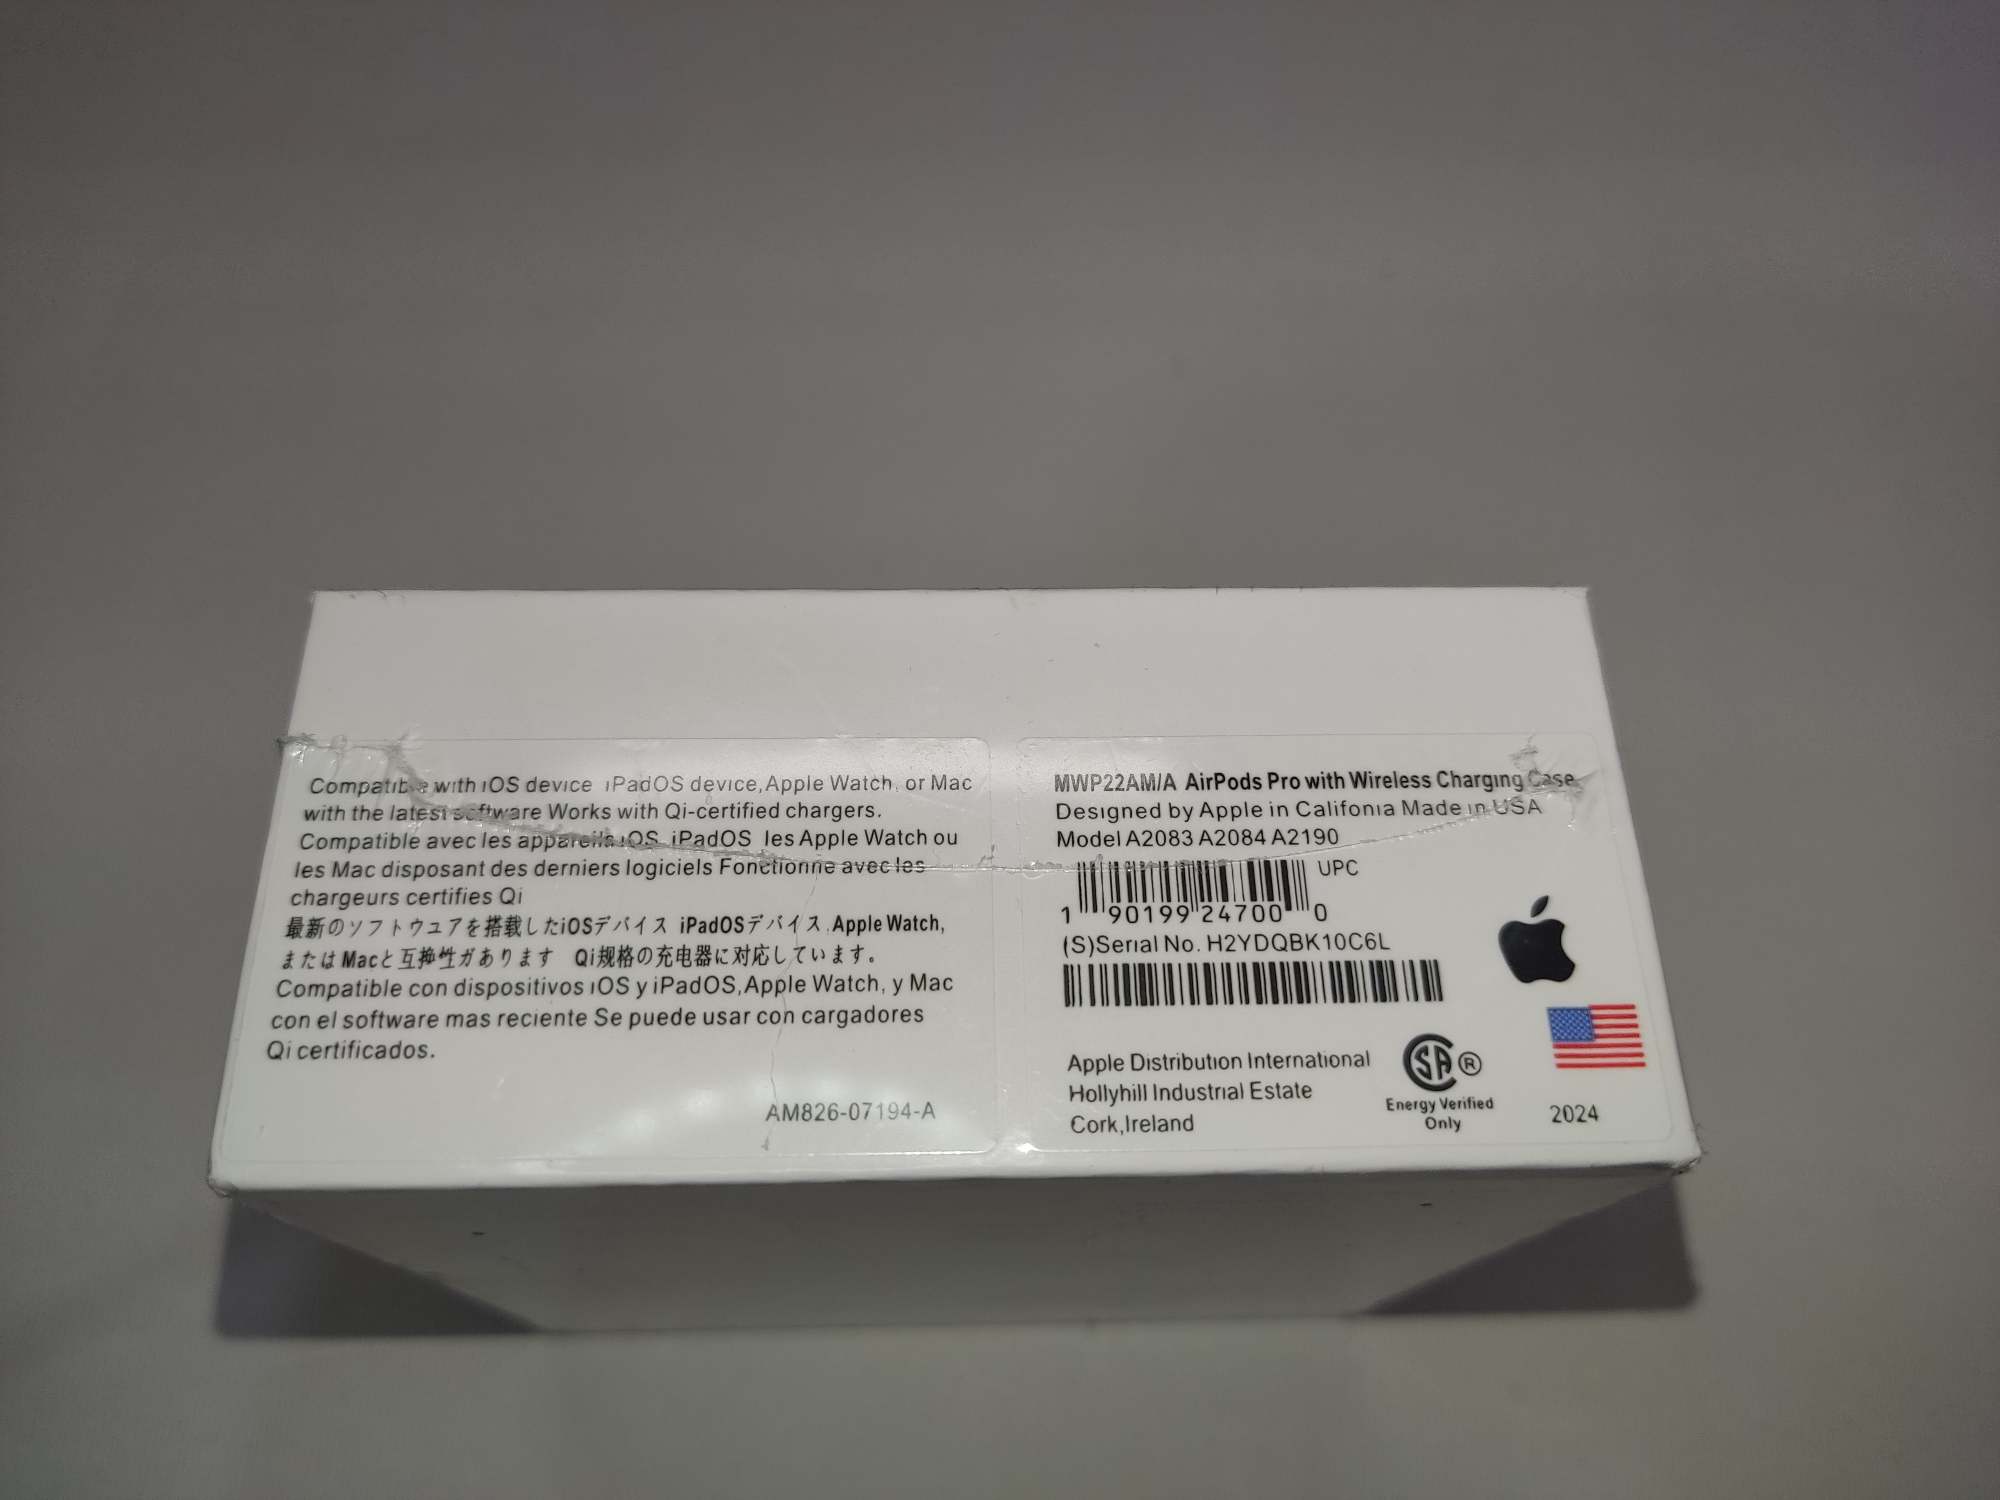 Compatible with iOS device iPadOS device, Apple Watch, or Mac
with the latest software Works with Qi-certified chargers.
Compatible avec les appareils iOS, iPadOS les Apple Watch ou
les Mac disposant des derniers logiciels Fonctionne avec les
chargeurs certifies Qi
最新のソフトウユアを搭載したiOSデバイス iPadOSデバイス,Apple Watch,
または Macと互換性ガあります Qi規格の充电器に対応しています。
Compatible con dispositivos iOS y iPadOS, Apple Watch, y Mac
con el software mas reciente Se puede usar con cargadores
Qi certificados.
AM826-07194-A
MWP22AM/A AirPods Pro with Wireless Charging Case
Designed by Apple in Califonia Made in USA
Model A2083 A2084 A2190
UPC
1 90199 24700 0
(S)Serial No. H2YDQBK10C6L
Apple Distribution International
Hollyhill Industrial Estate
Cork,Ireland
SA ®
Energy Verified
Only
2024